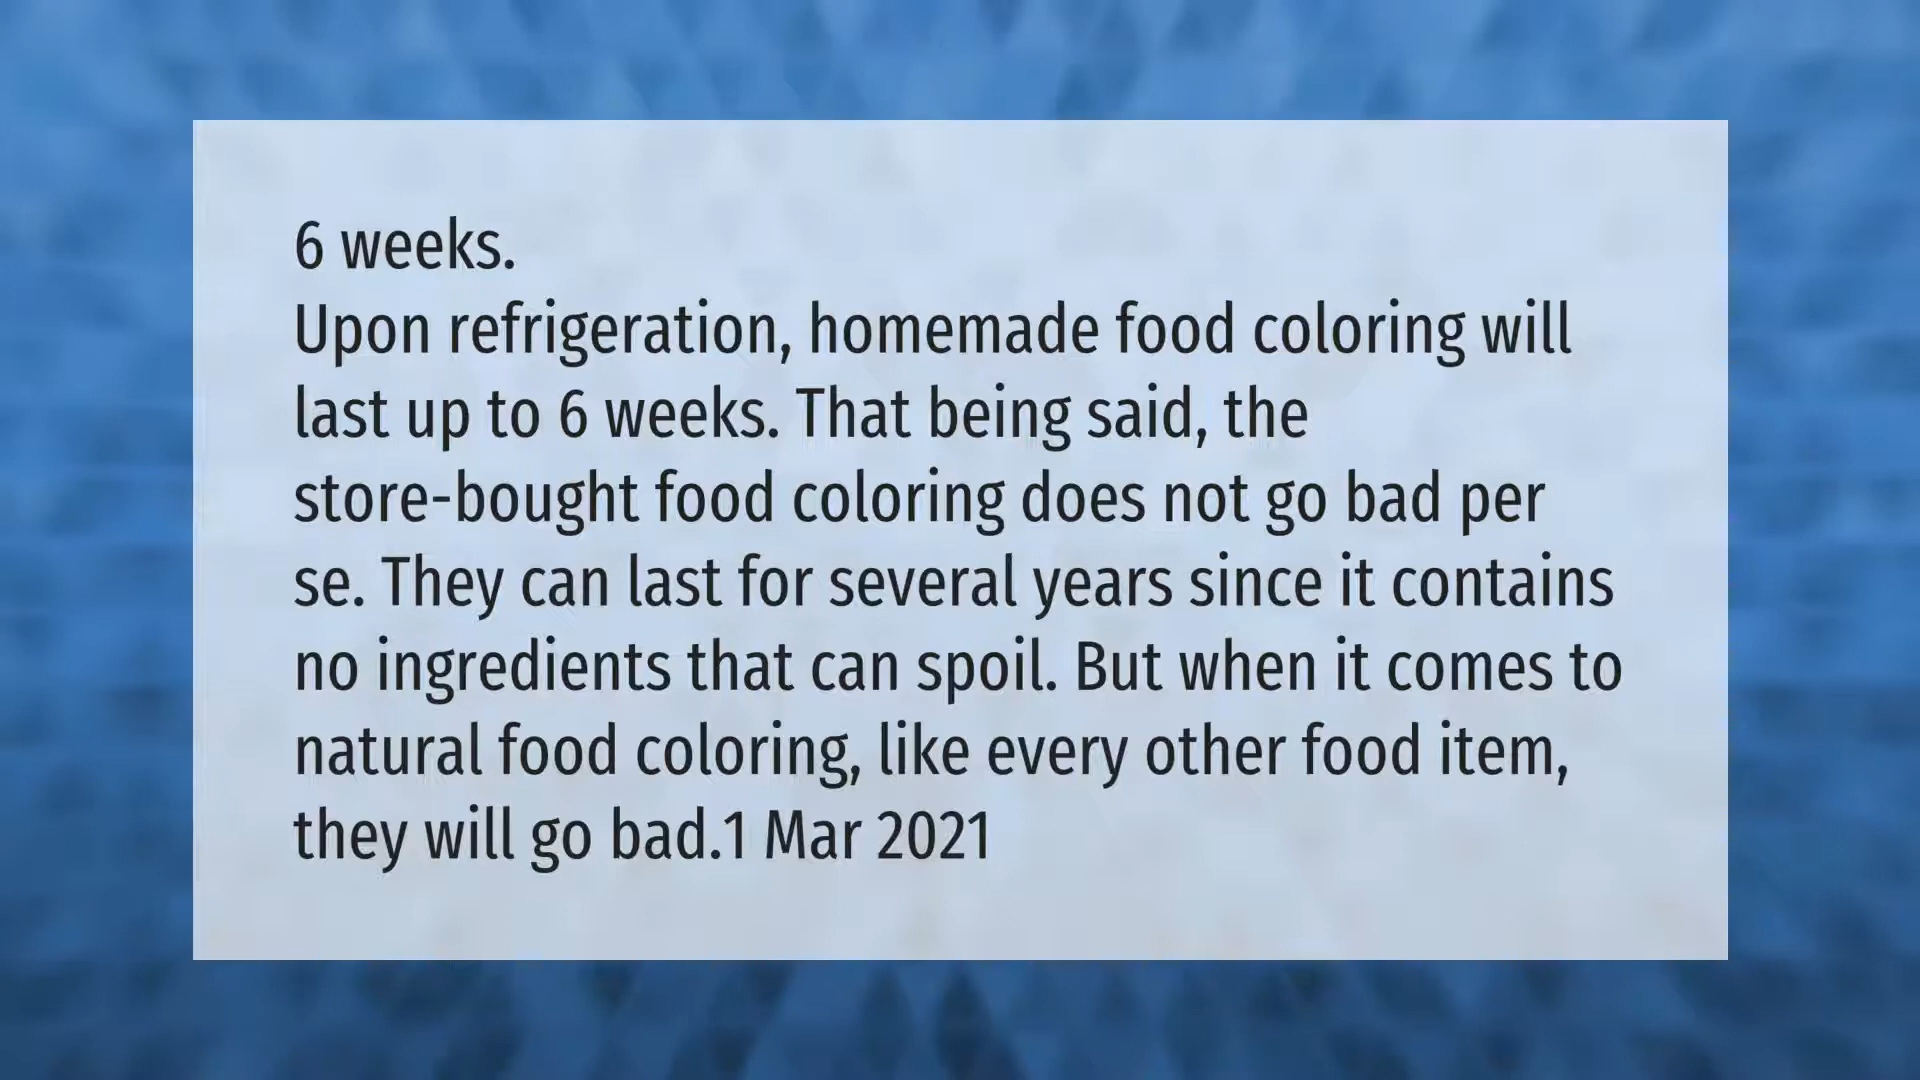 6 weeks.
Upon refrigeration, homemade food coloring will
last up to 6 weeks. That being said, the
store-bought food coloring does not go bad per
se. They can last for several years since it contains
no ingredients that can spoil. But when it comes to
natural food coloring, like every other food item,
they will go bad.1 Mar 2021